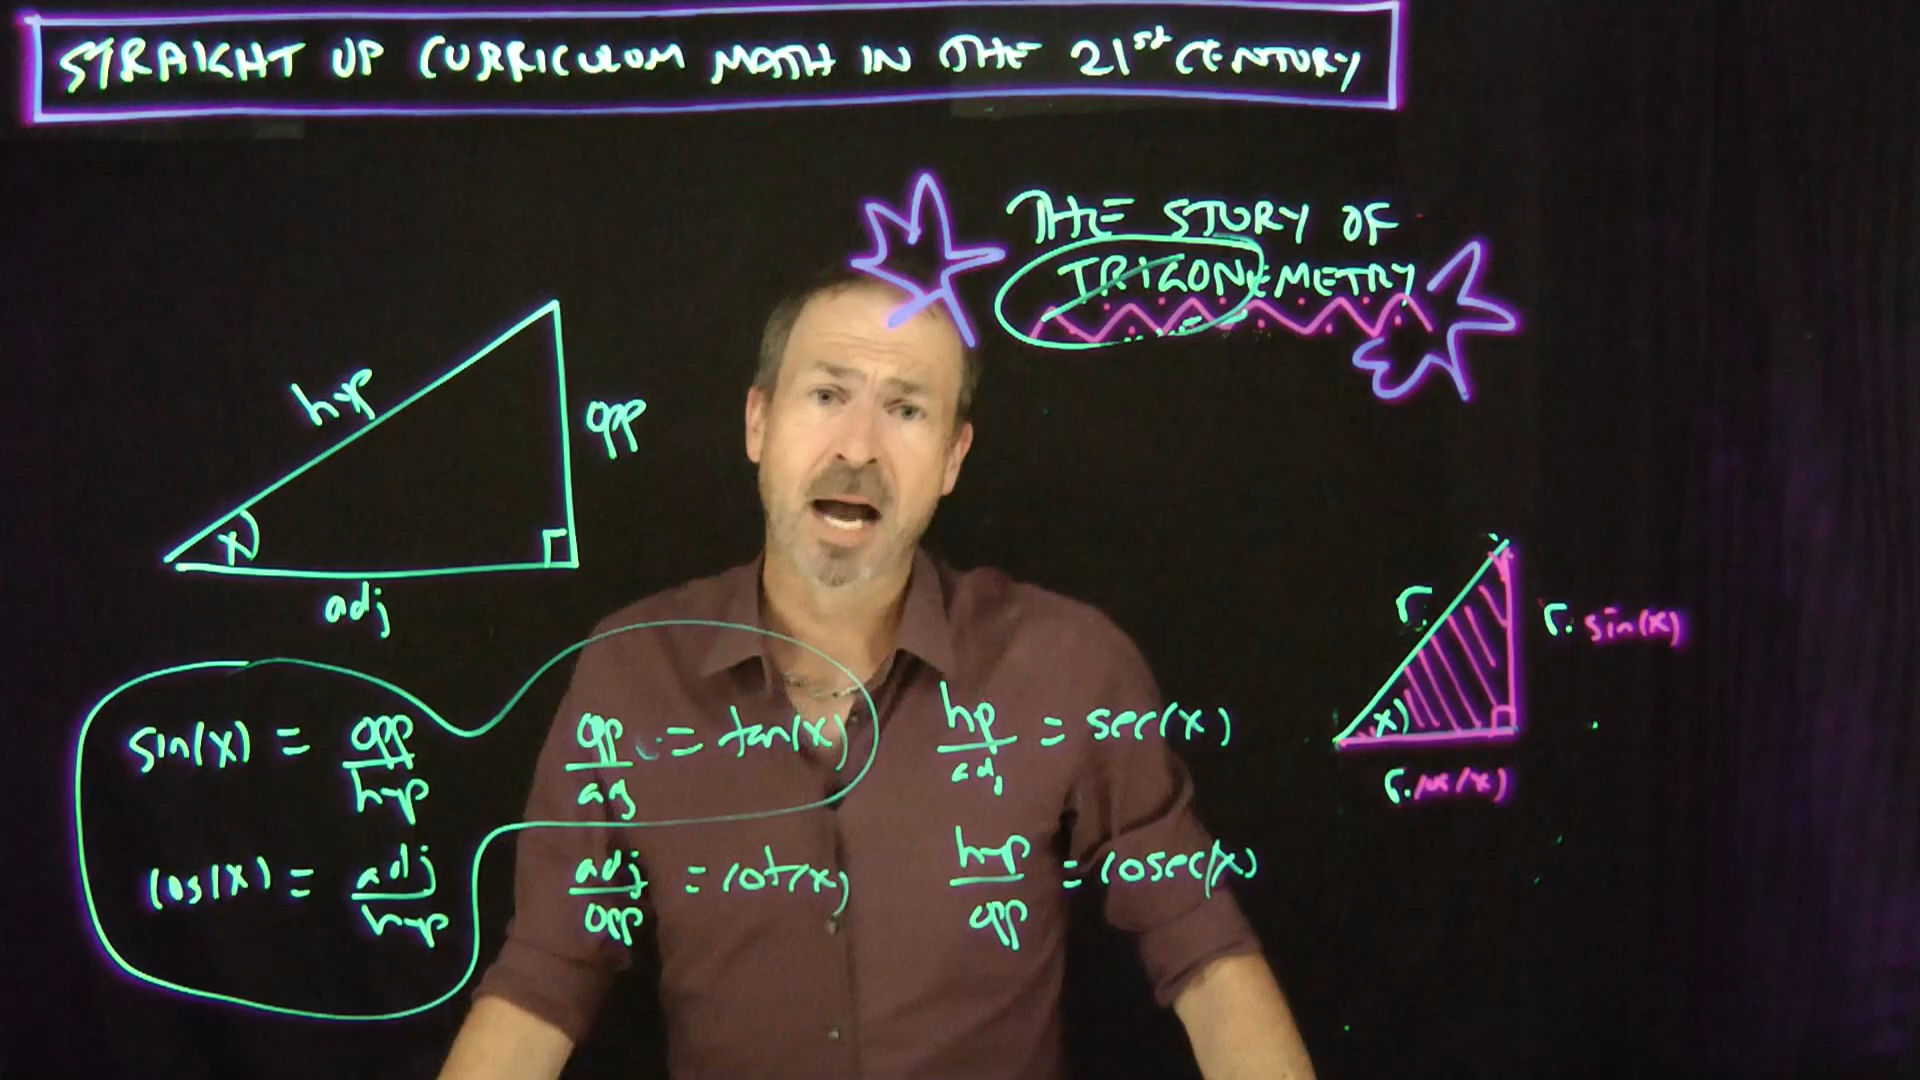 STRAIGHT UP CURRICULUM MATH IN THE 21st CENTURY
THE STORY OF
TRIGONEMETRY
hyp
opp
x
adj
sin(x) = opp/hyp
opp/adj = tan(x)
hyp/adj = sec(x)
cos(x) = adj/hyp
adj/opp = cot(x)
hyp/opp = cosec(x)
r
r. sin(x)
x
r. cos(x)